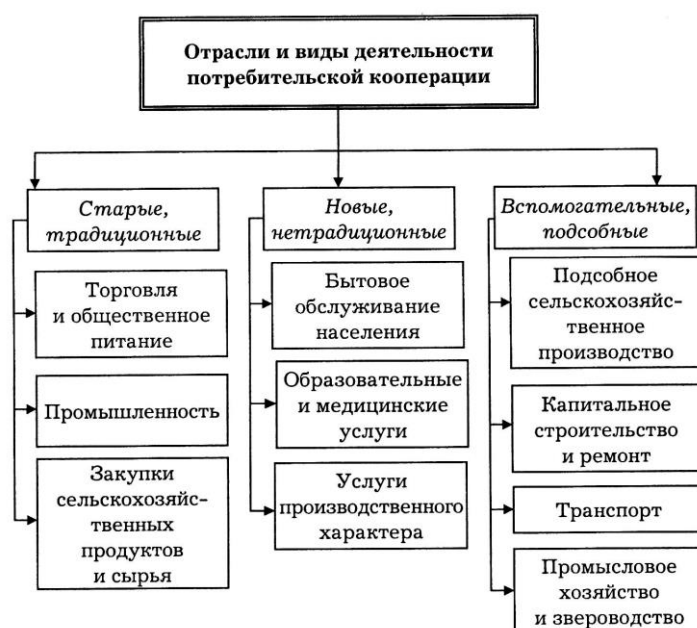 Отрасли и виды деятельности
потребительской кооперации
Старые,
традиционные
Торговля
и общественное
питание
Промышленность
Закупки
сельскохозяй-
ственных
продуктов
и сырья
Новые,
нетрадиционные
Бытовое
обслуживание
населения
Образовательные
и медицинские
услуги
Услуги
производственного
характера
Вспомогательные,
подсобные
Подсобное
сельскохозяйс-
твенное
производство
Капитальное
строительство
и ремонт
Транспорт
Промысловое
хозяйство
и звероводство